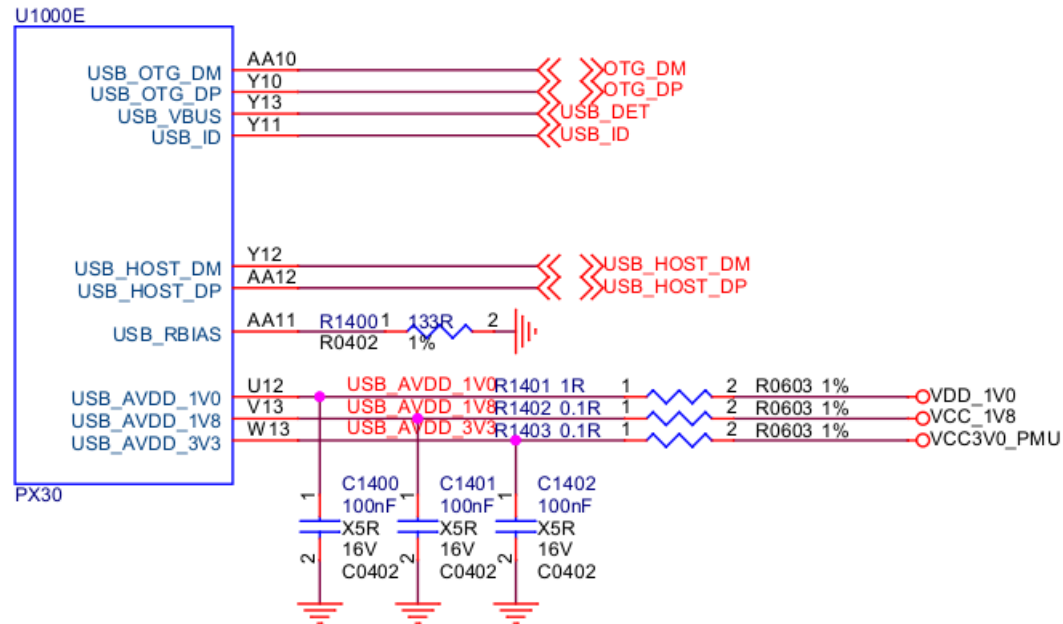 U1000E
USB_OTG_DM AA10 OTG_DM
USB_OTG_DP Y10 OTG_DP
USB_VBUS Y13 USB_DET
USB_ID Y11 USB_ID
USB_HOST_DM Y12 USB_HOST_DM
USB_HOST_DP AA12 USB_HOST_DP
USB_RBIAS AA11 R1400 1 133R 2
R0402 1%
USB_AVDD_1V0 U12 USB_AVDD_1V0 R1401 1R 1 2 R0603 1% VDD_1V0
USB_AVDD_1V8 V13 USB_AVDD_1V8 R1402 0.1R 1 2 R0603 1% VCC_1V8
USB_AVDD_3V3 W13 USB_AVDD_3V3 R1403 0.1R 1 2 R0603 1% VCC3V0_PMU
PX30
1 C1400 1 C1401 1 C1402
100nF 100nF 100nF
X5R X5R X5R
2 16V 2 16V 2 16V
C0402 C0402 C0402